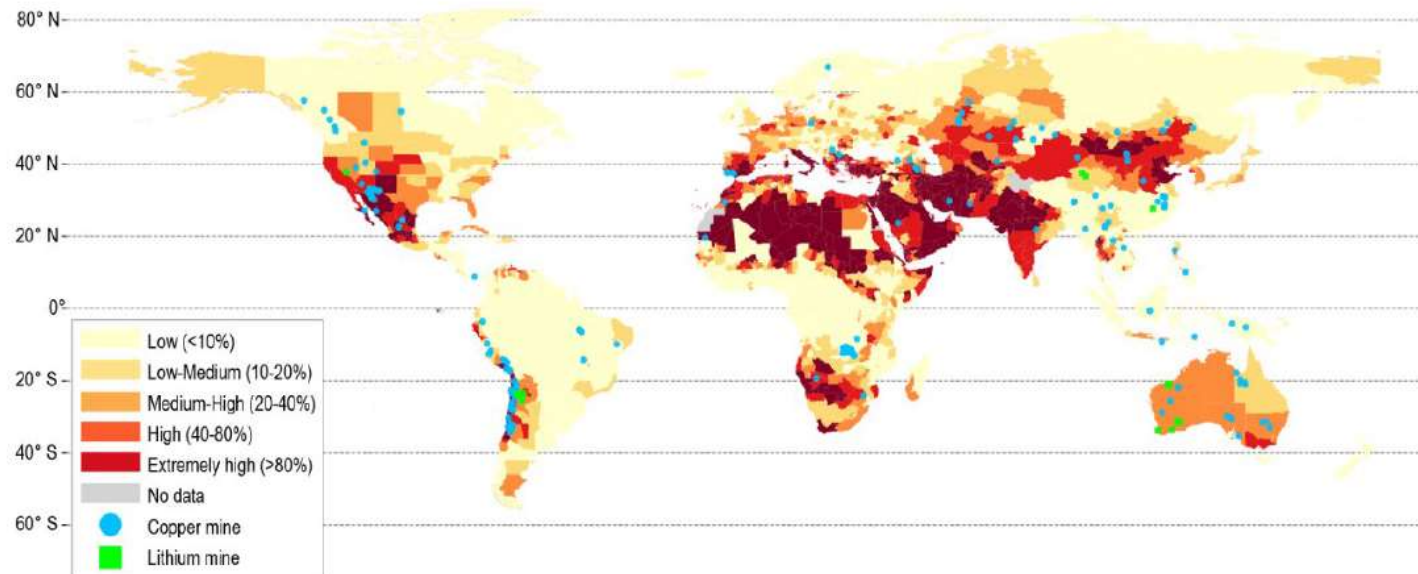 80° N
60° N
40° N
20° N
0°
20° S
40° S
60° S
Low (<10%)
Low-Medium (10-20%)
Medium-High (20-40%)
High (40-80%)
Extremely high (>80%)
No data
Copper mine
Lithium mine